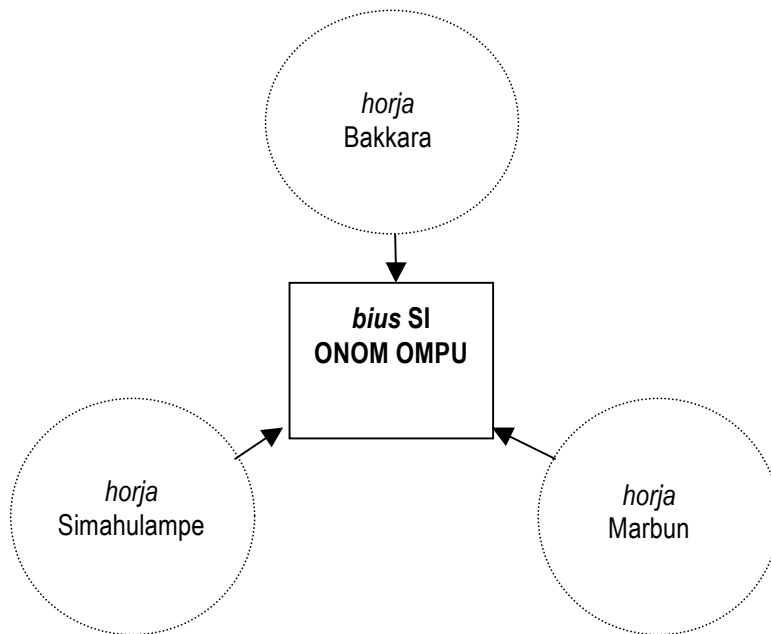 horja
Bakkara
bius SI
ONOM OMPU
horja
Simahulampe
horja
Marbun